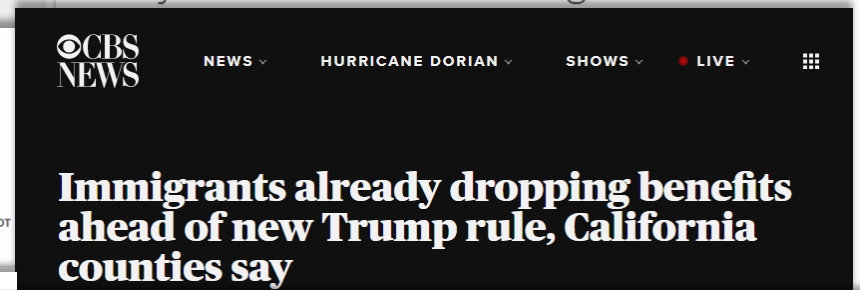 CBS NEWS
NEWS HURRICANE DORIAN SHOWS LIVE
Immigrants already dropping benefits
ahead of new Trump rule, California
counties say